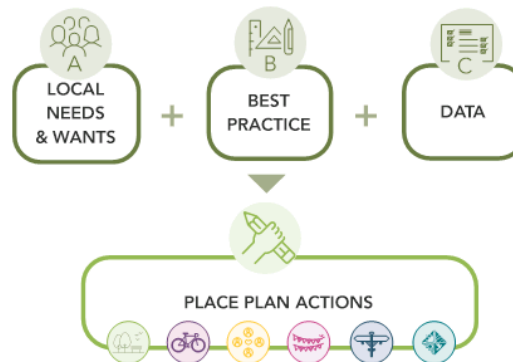 A
LOCAL
NEEDS
& WANTS
+
B
BEST
PRACTICE
+
C
DATA
PLACE PLAN ACTIONS